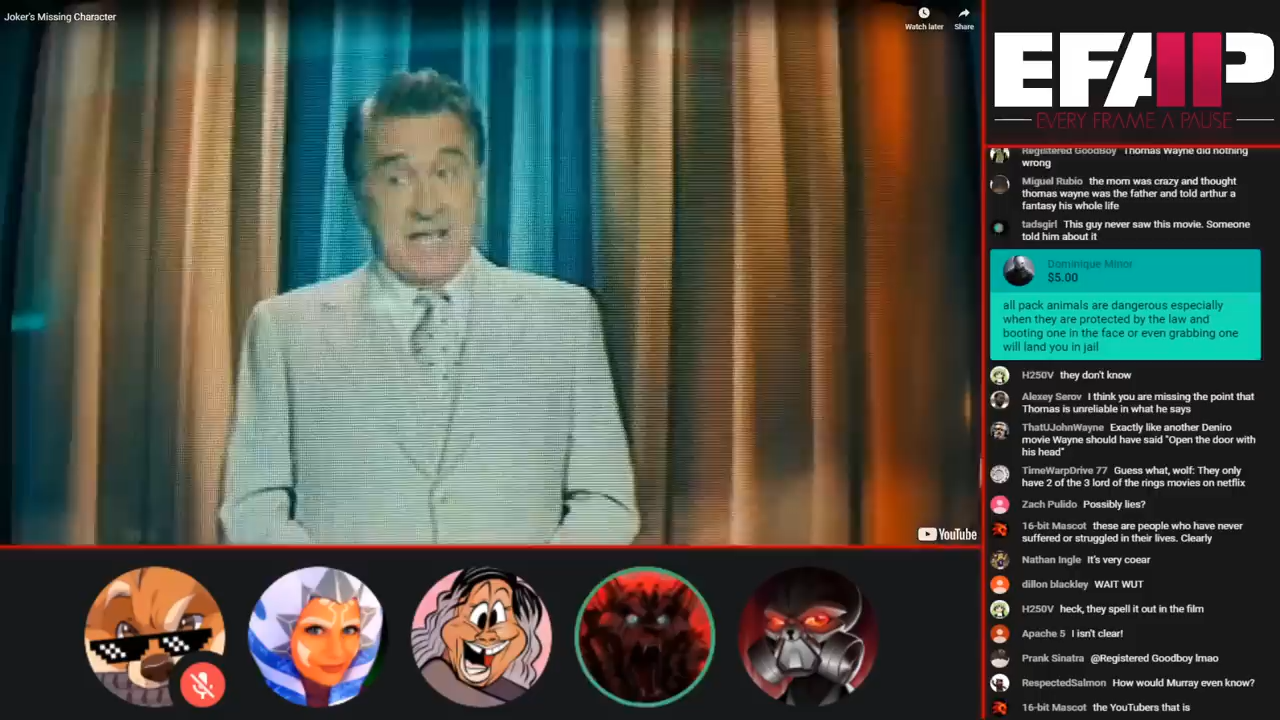 Joker's Missing Character
Watch later
Share
YouTube
EFAP
EVERY FRAME A PAUSE
Registered GoodBoy Thomas Wayne did nothing
wrong
Miguel Rubio the mom was crazy and thought
thomas wayne was the father and told arthur a
fantasy his whole life
tadsgirl This guy never saw this movie. Someone
told him about it
Dominique Minor
$5.00
all pack animals are dangerous especially
when they are protected by the law and
booting one in the face or even grabbing one
will land you in jail
H250V they don't know
Alexey Serov I think you are missing the point that
Thomas is unreliable in what he says
ThatUJohnWayne Exactly like another Deniro
movie Wayne should have said "Open the door with
his head"
TimeWarpDrive 77 Guess what, wolf: They only
have 2 of the 3 lord of the rings movies on netflix
Zach Pulido Possibly lies?
16-bit Mascot these are people who have never
suffered or struggled in their lives. Clearly
Nathan Ingle It's very coear
dillon blackley WAIT WUT
H250V heck, they spell it out in the film
Apache 5 I isn't clear!
Prank Sinatra @Registered Goodboy lmao
RespectedSalmon How would Murray even know?
16-bit Mascot the YouTubers that is